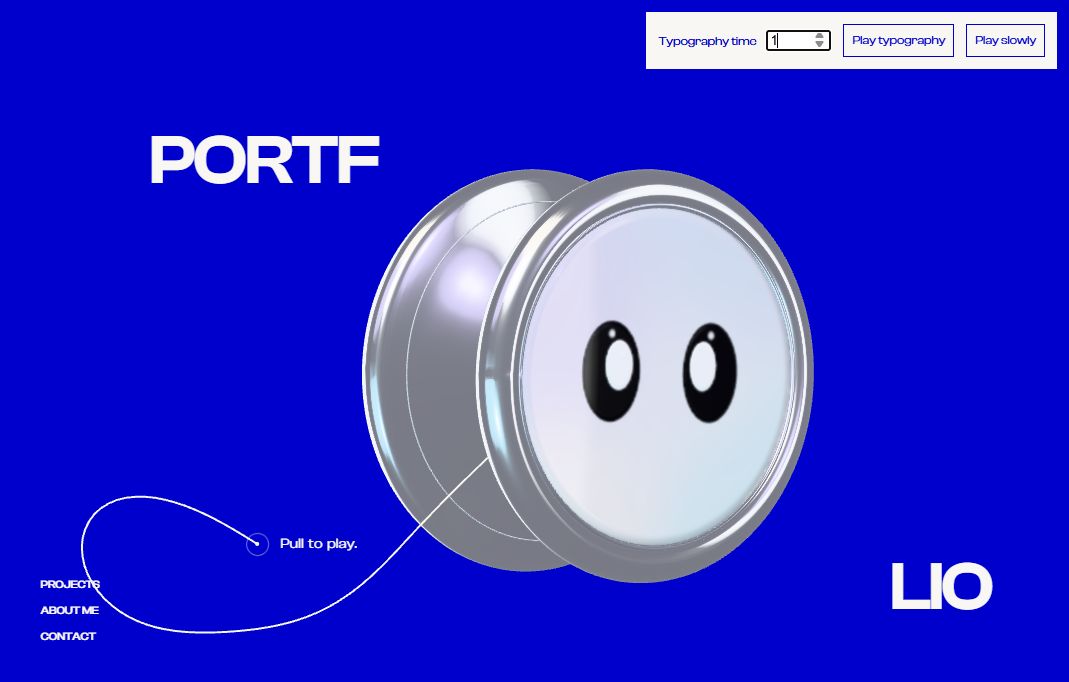 Typography time 1 Play typography Play slowly
PORTF
Pull to play.
PROJECTS
ABOUT ME
CONTACT
LIO